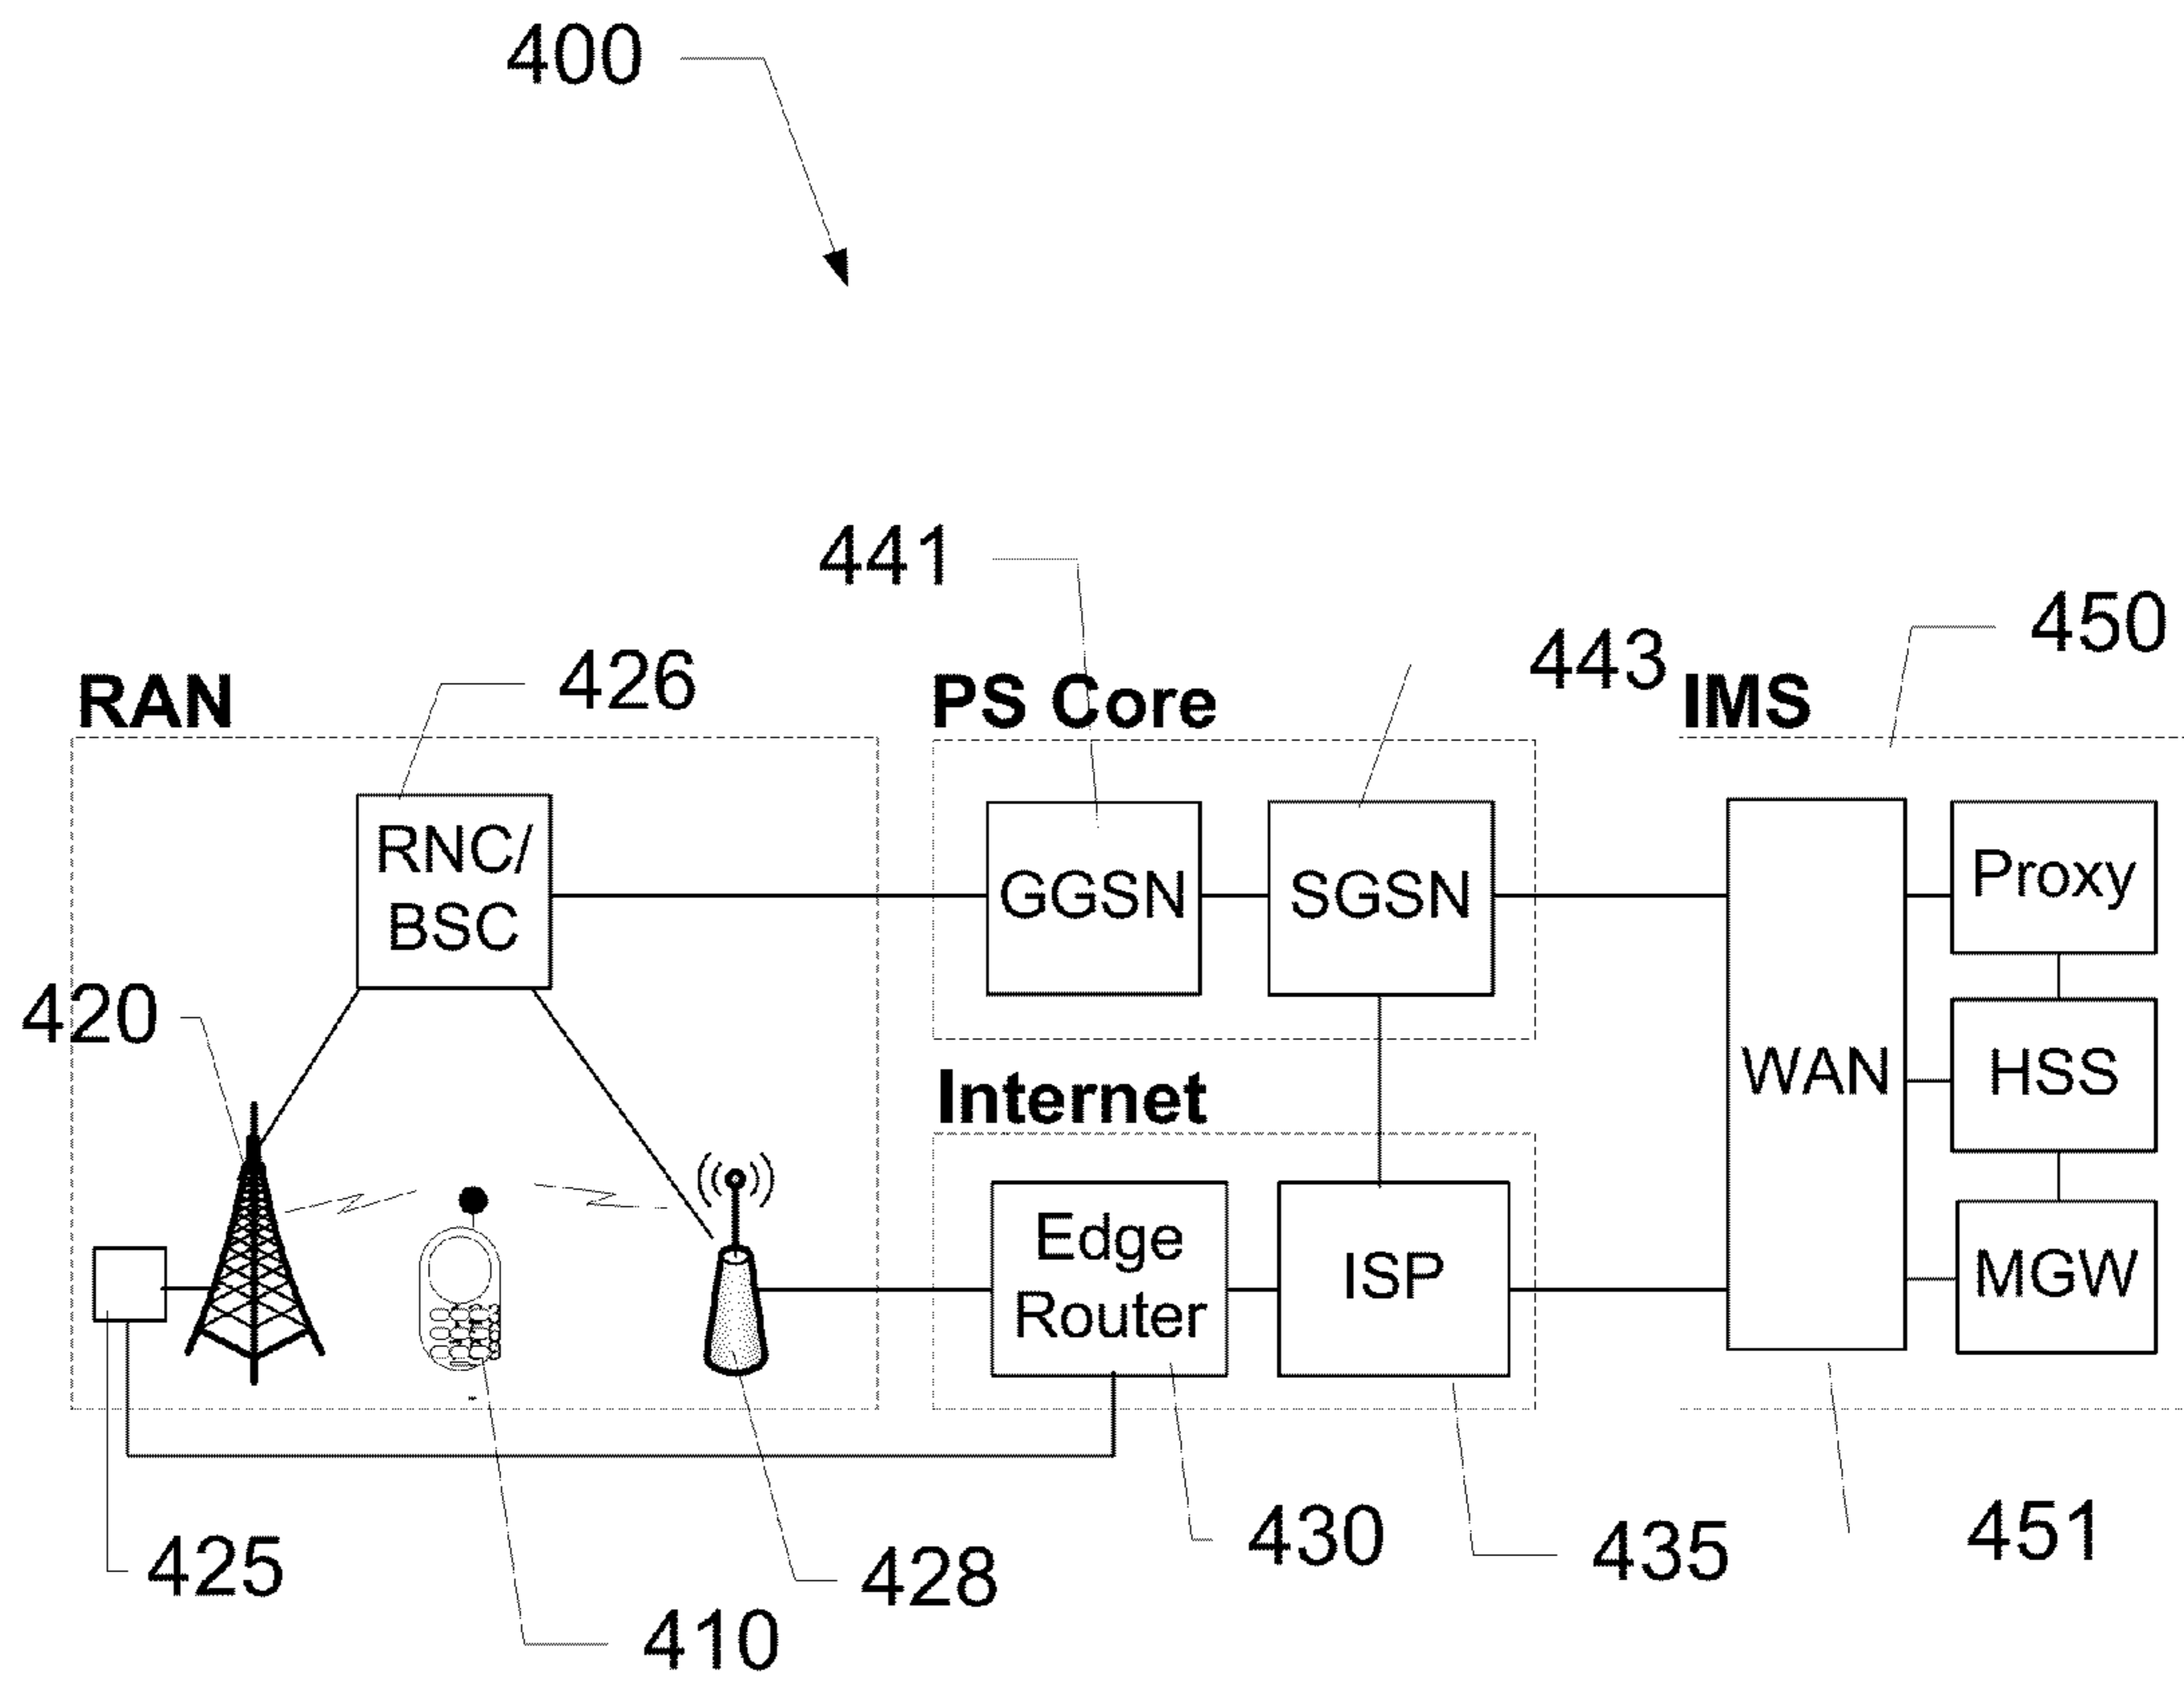 400
441
450
443
426
RAN
PS Core
IMS
RNC/
BSC
GGSN
SGSN
Proxy
420
WAN
HSS
Internet
Edge
Router
ISP
MGW
430
435
451
425
428
410